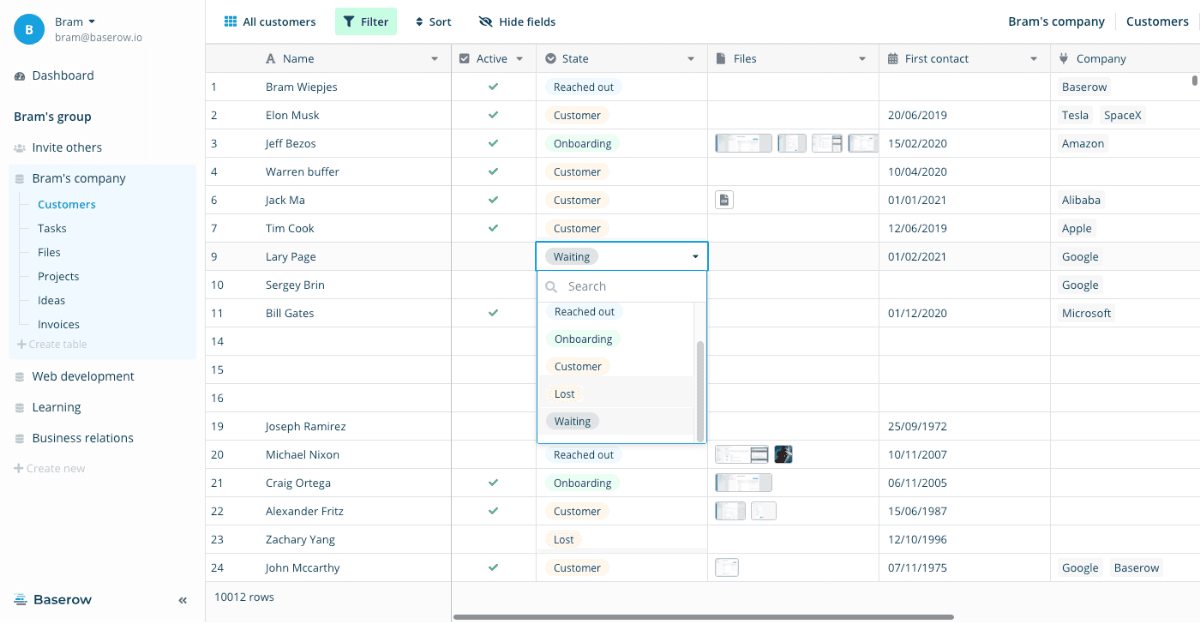 B
Bram
bram@baserow.io
Dashboard
Bram's group
Invite others
Bram's company
Customers
Tasks
Files
Projects
Ideas
Invoices
Create table
Web development
Learning
Business relations
Create new
Baserow
All customers Filter Sort Hide fields Bram's company Customers
Name Active State Files First contact Company
1 Bram Wiepjes Reached out Baserow
2 Elon Musk Customer 20/06/2019 Tesla SpaceX
3 Jeff Bezos Onboarding 15/02/2020 Amazon
4 Warren buffer Customer 10/04/2020
6 Jack Ma Customer 01/01/2021 Alibaba
7 Tim Cook Customer 12/06/2019 Apple
9 Lary Page Waiting 01/02/2021 Google
10 Sergey Brin Google
11 Bill Gates 01/12/2020 Microsoft
14
15
16
19 Joseph Ramirez 25/09/1972
Search
Reached out
Onboarding
Customer
Lost
Waiting
20 Michael Nixon Reached out 10/11/2007
21 Craig Ortega Onboarding 06/11/2005
22 Alexander Fritz Customer 15/06/1987
23 Zachary Yang Lost 12/10/1996
24 John Mccarthy Customer 07/11/1975 Google Baserow
10012 rows